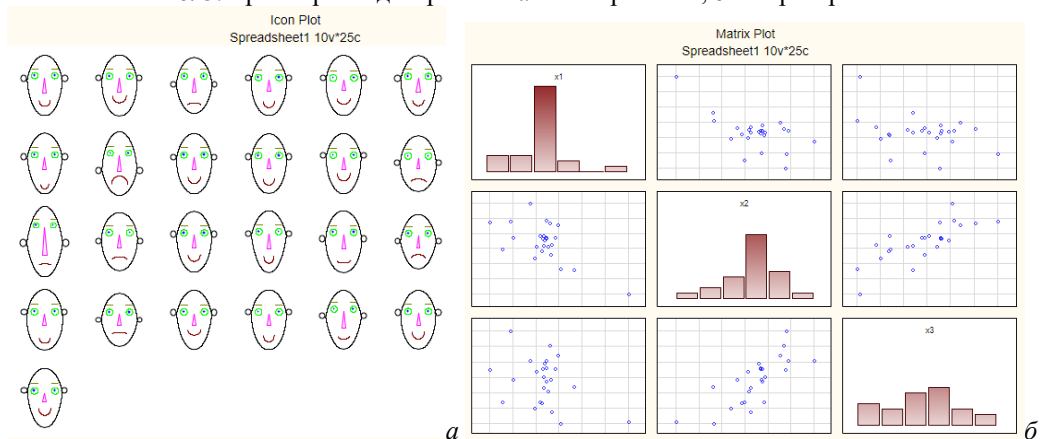 Icon Plot
Spreadsheet1 10v*25c
а
Matrix Plot
Spreadsheet1 10v*25c
x1
x2
x3
б